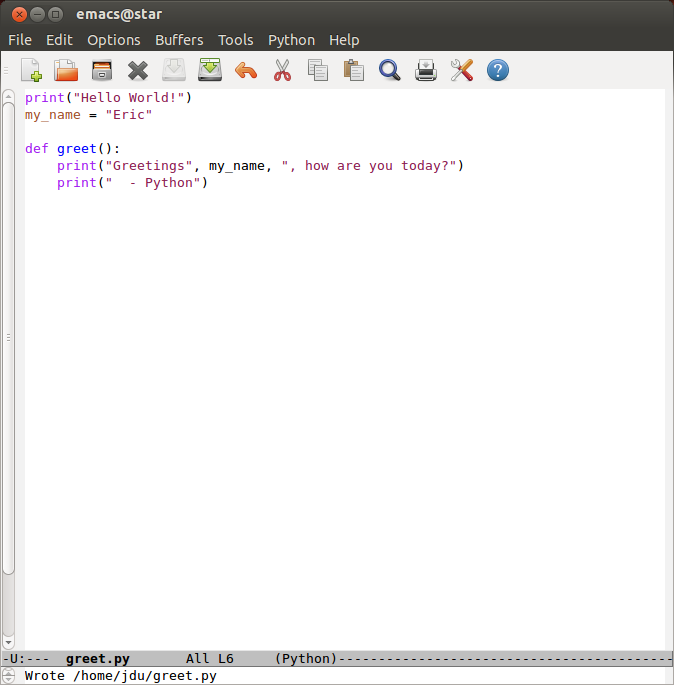 emacs@star
File Edit Options Buffers Tools Python Help
print("Hello World!")
my_name = "Eric"
def greet():
    print("Greetings", my_name, ", how are you today?")
    print("  - Python")
-U:---  greet.py       All L6     (Python)------------------------------------------
Wrote /home/jdu/greet.py